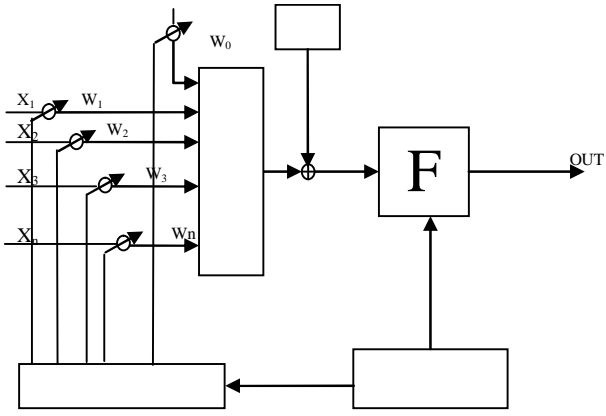 W₀
X₁ W₁
X₂ W₂
X₃ W₃
Xₙ Wn
F
OUT